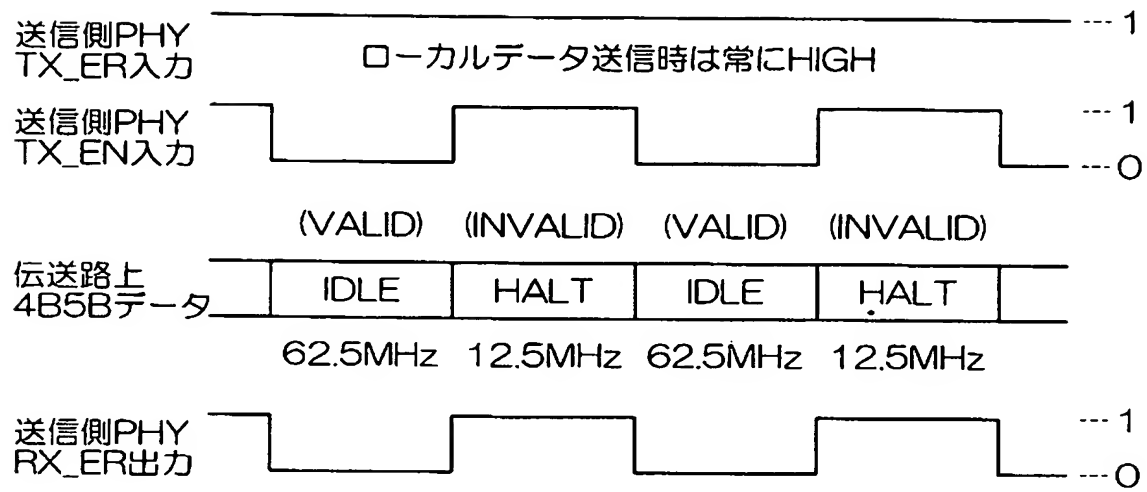 送信側PHY --- 1
TX_ER入力 ローカルデータ送信時は常にHIGH
送信側PHY --- 1
TX_EN入力 --- 0
(VALID) (INVALID) (VALID) (INVALID)
伝送路上
4B5Bデータ IDLE HALT IDLE HALT
62.5MHz 12.5MHz 62.5MHz 12.5MHz
送信側PHY --- 1
RX_ER出力 --- 0